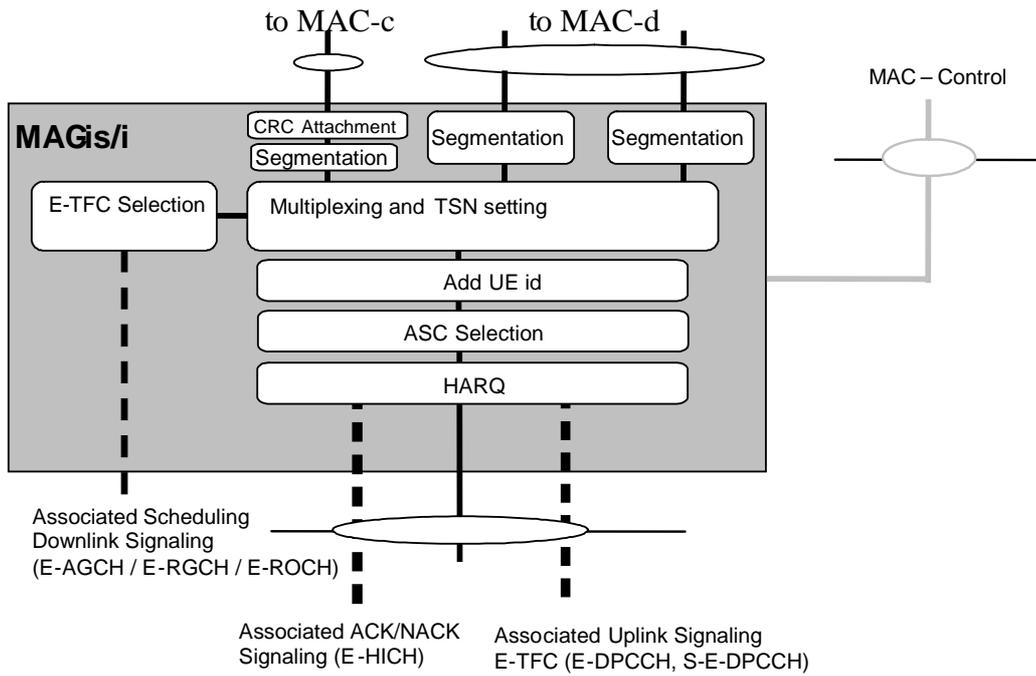 to MAC-c
to MAC-d
MAC – Control
MAGis/i
CRC Attachment
Segmentation
Segmentation
Segmentation
E-TFC Selection
Multiplexing and TSN setting
Add UE id
ASC Selection
HARQ
Associated Scheduling
Downlink Signaling
(E-AGCH / E-RGCH / E-ROCH)
Associated ACK/NACK
Signaling (E-HICH)
Associated Uplink Signaling
E-TFC (E-DPCCH, S-E-DPCCH)